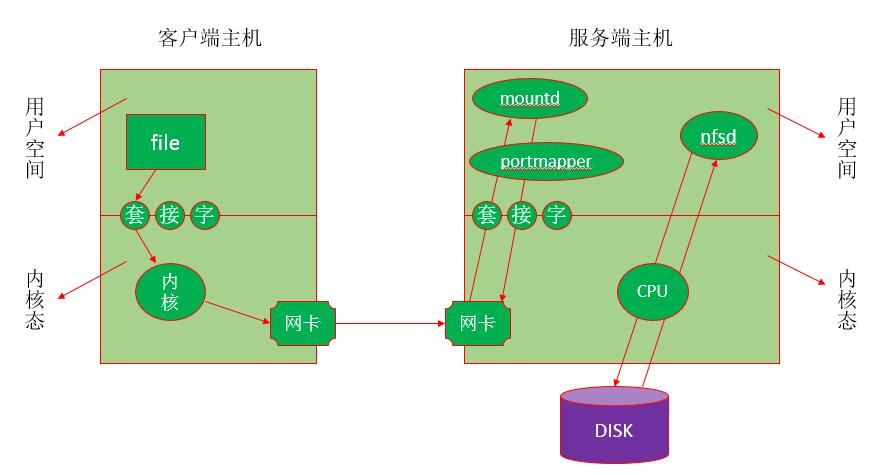 客户端主机
服务端主机
用户空间
file
套接字
内核态
内核
网卡
mountd
portmapper
nfsd
用户空间
套接字
网卡
CPU
内核态
DISK